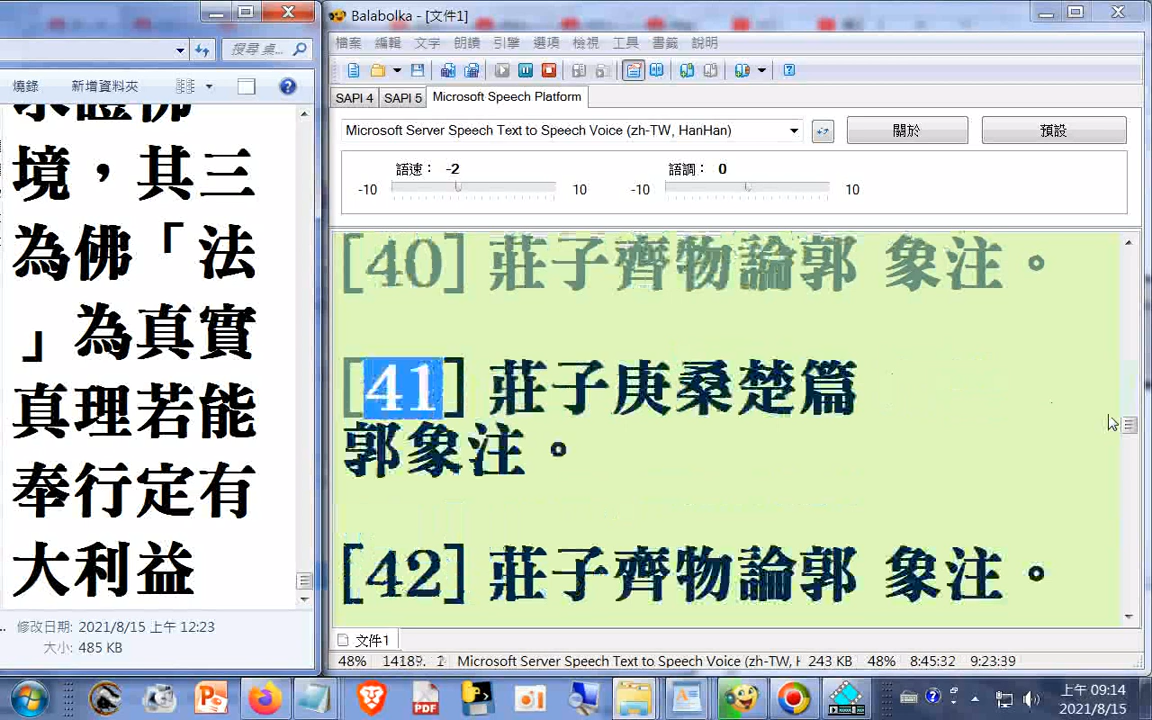 搜尋 桌...
燒錄
新增資料夾
境，其三
為佛「法
」為真實
真理若能
奉行定有
大利益
修改日期: 2021/8/15 上午 12:23
大小: 485 KB
Balabolka - [文件1]
檔案 編輯 文字 朗讀 引擎 選項 檢視 工具 書籤 說明
SAPI 4 SAPI 5 Microsoft Speech Platform
Microsoft Server Speech Text to Speech Voice (zh-TW, HanHan)
關於
預設
語速： -2
語調： 0
-10 10 -10 10
[40] 莊子齊物論郭 象注。
[41] 莊子庚桑楚篇
郭象注。
[42] 莊子齊物論郭 象注。
文件1
48% Microsoft Server Speech Text to Speech Voice (zh-TW, H 243 KB 48% 8:45:32 9:23:39
PDF
上午 09:14
2021/8/15